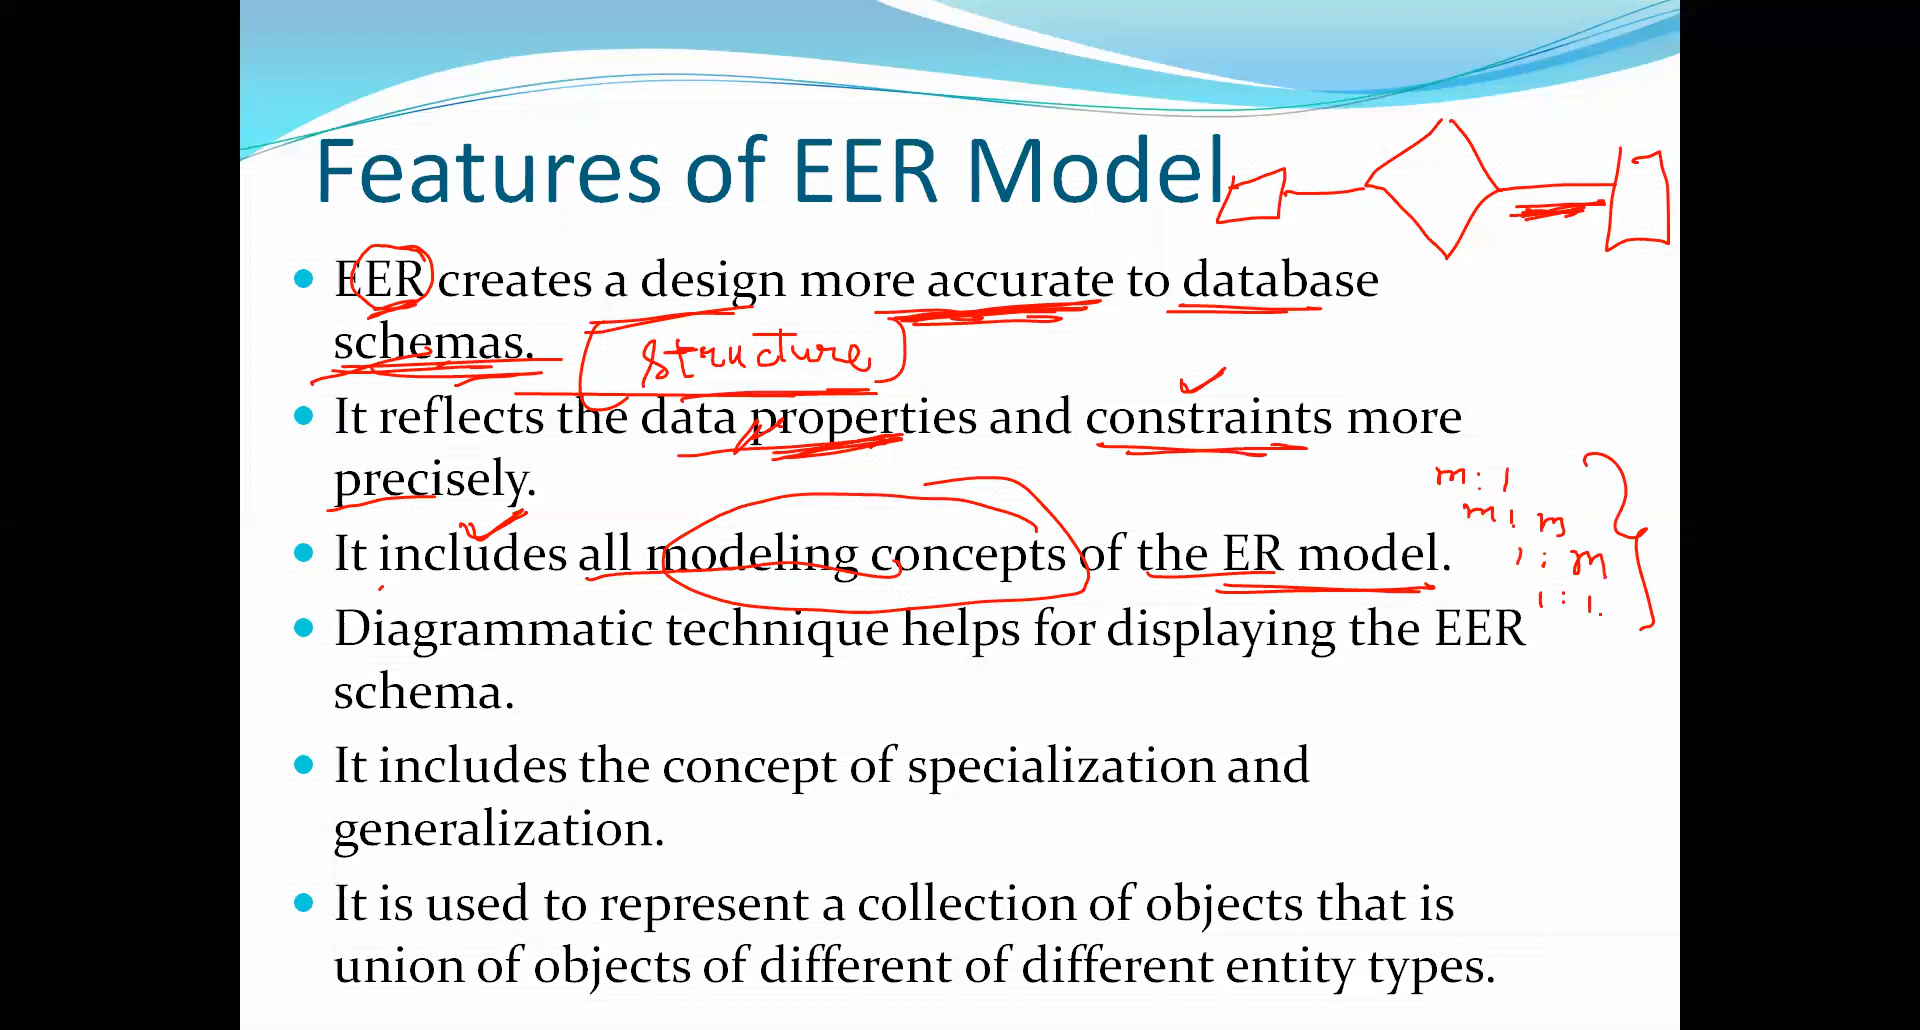 Features of EER Model
EER creates a design more accurate to database
schemas.
structure
It reflects the data properties and constraints more
precisely.
m : 1
m : m
It includes all modeling concepts of the ER model.
1 : m
1 : 1.
Diagrammatic technique helps for displaying the EER
schema.
It includes the concept of specialization and
generalization.
It is used to represent a collection of objects that is
union of objects of different of different entity types.